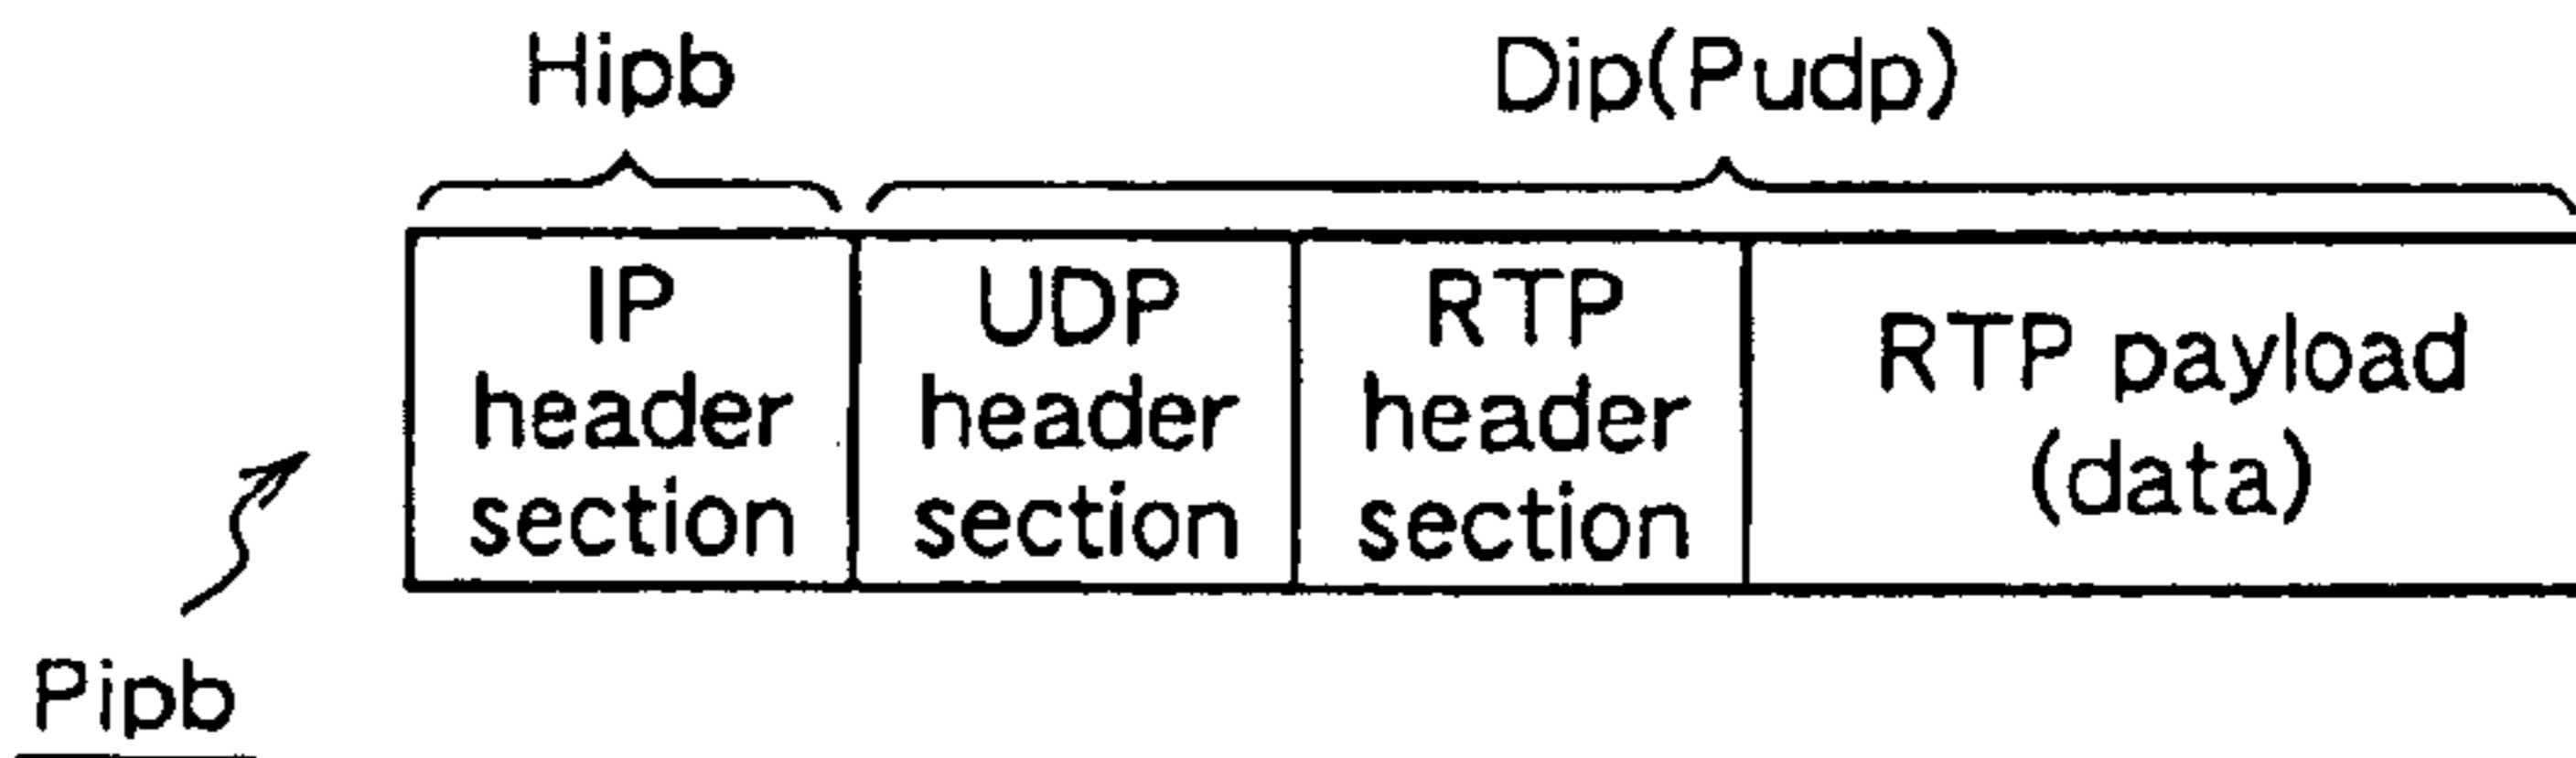 Hipb
Dip(Pudp)
IP
header
section
UDP
header
section
RTP
header
section
RTP payload
(data)
Pipb